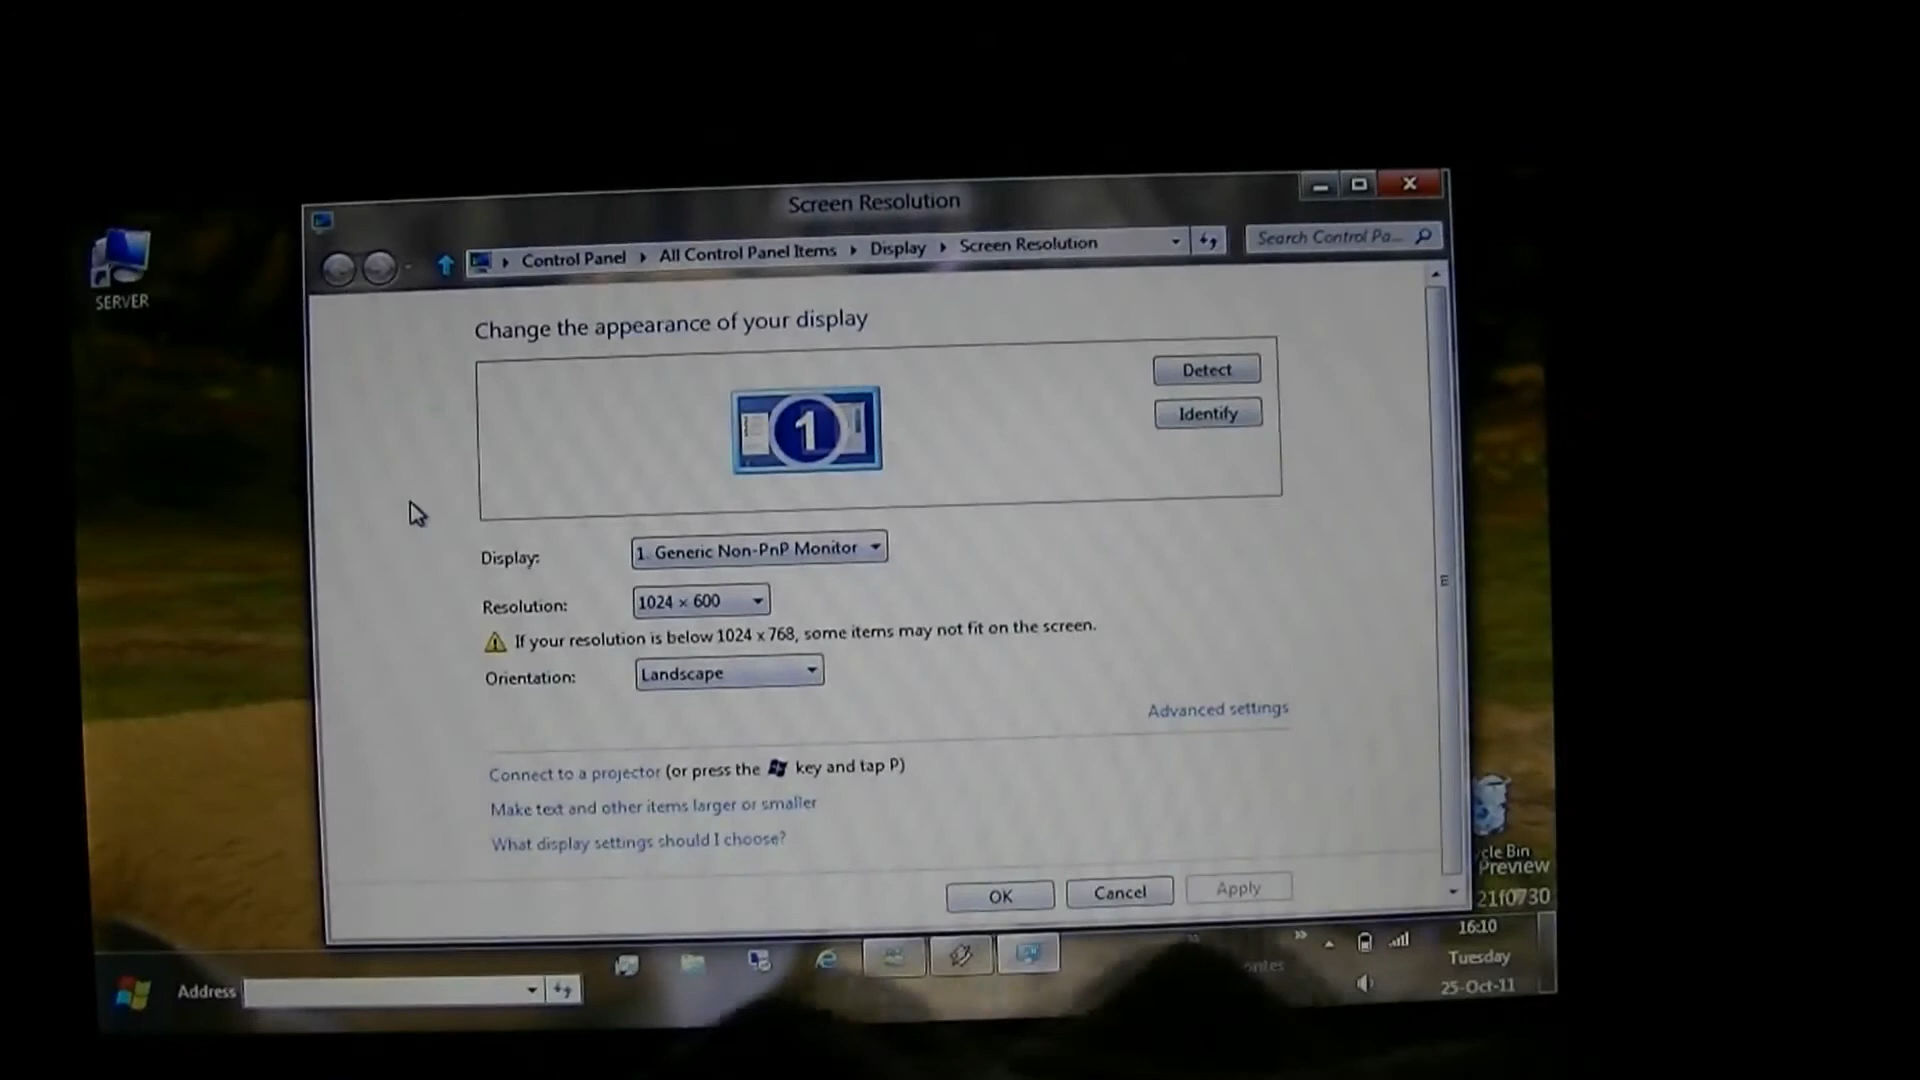 Screen Resolution
Control Panel All Control Panel Items Display Screen Resolution
Search Control Pa...
SERVER
Change the appearance of your display
Detect
1
Identify
Display: 1. Generic Non-PnP Monitor
Resolution: 1024 × 600
If your resolution is below 1024 x 768, some items may not fit on the screen.
Orientation: Landscape
Advanced settings
Connect to a projector (or press the key and tap P)
Make text and other items larger or smaller
What display settings should I choose?
cle Bin
Preview
OK Cancel Apply
21f0730
16:10
Tuesday
25-Oct-11
Address